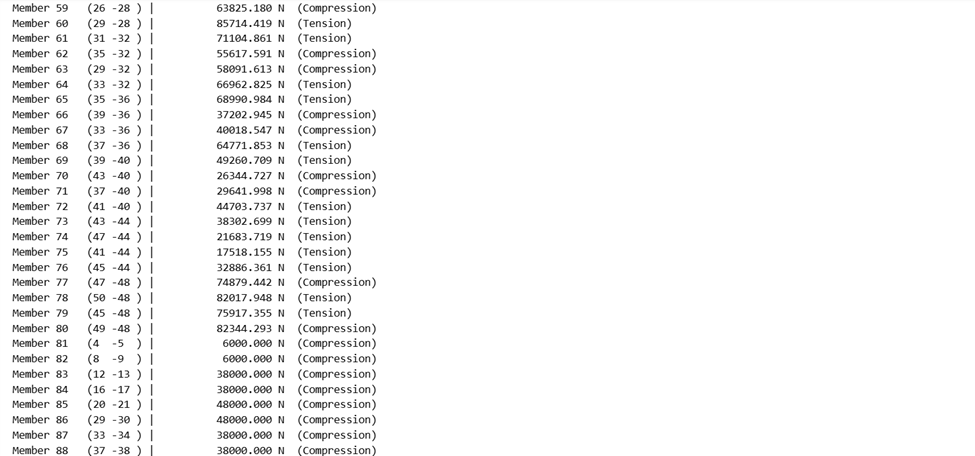 Member 59 (26 -28 ) | 63825.180 N (Compression)
Member 60 (29 -28 ) | 85714.419 N (Tension)
Member 61 (31 -32 ) | 71104.861 N (Tension)
Member 62 (35 -32 ) | 55617.591 N (Compression)
Member 63 (29 -32 ) | 58091.613 N (Compression)
Member 64 (33 -32 ) | 66962.825 N (Tension)
Member 65 (35 -36 ) | 68990.984 N (Tension)
Member 66 (39 -36 ) | 37202.945 N (Compression)
Member 67 (33 -36 ) | 40018.547 N (Compression)
Member 68 (37 -36 ) | 64771.853 N (Tension)
Member 69 (39 -40 ) | 49260.709 N (Tension)
Member 70 (43 -40 ) | 26344.727 N (Compression)
Member 71 (37 -40 ) | 29641.998 N (Compression)
Member 72 (41 -40 ) | 44703.737 N (Tension)
Member 73 (43 -44 ) | 38302.699 N (Tension)
Member 74 (47 -44 ) | 21683.719 N (Tension)
Member 75 (41 -44 ) | 17518.155 N (Tension)
Member 76 (45 -44 ) | 32886.361 N (Tension)
Member 77 (47 -48 ) | 74879.442 N (Compression)
Member 78 (50 -48 ) | 82017.948 N (Tension)
Member 79 (45 -48 ) | 75917.355 N (Tension)
Member 80 (49 -48 ) | 82344.293 N (Compression)
Member 81 (4 -5 ) | 6000.000 N (Compression)
Member 82 (8 -9 ) | 6000.000 N (Compression)
Member 83 (12 -13 ) | 38000.000 N (Compression)
Member 84 (16 -17 ) | 38000.000 N (Compression)
Member 85 (20 -21 ) | 48000.000 N (Compression)
Member 86 (29 -30 ) | 48000.000 N (Compression)
Member 87 (33 -34 ) | 38000.000 N (Compression)
Member 88 (37 -38 ) | 38000.000 N (Compression)